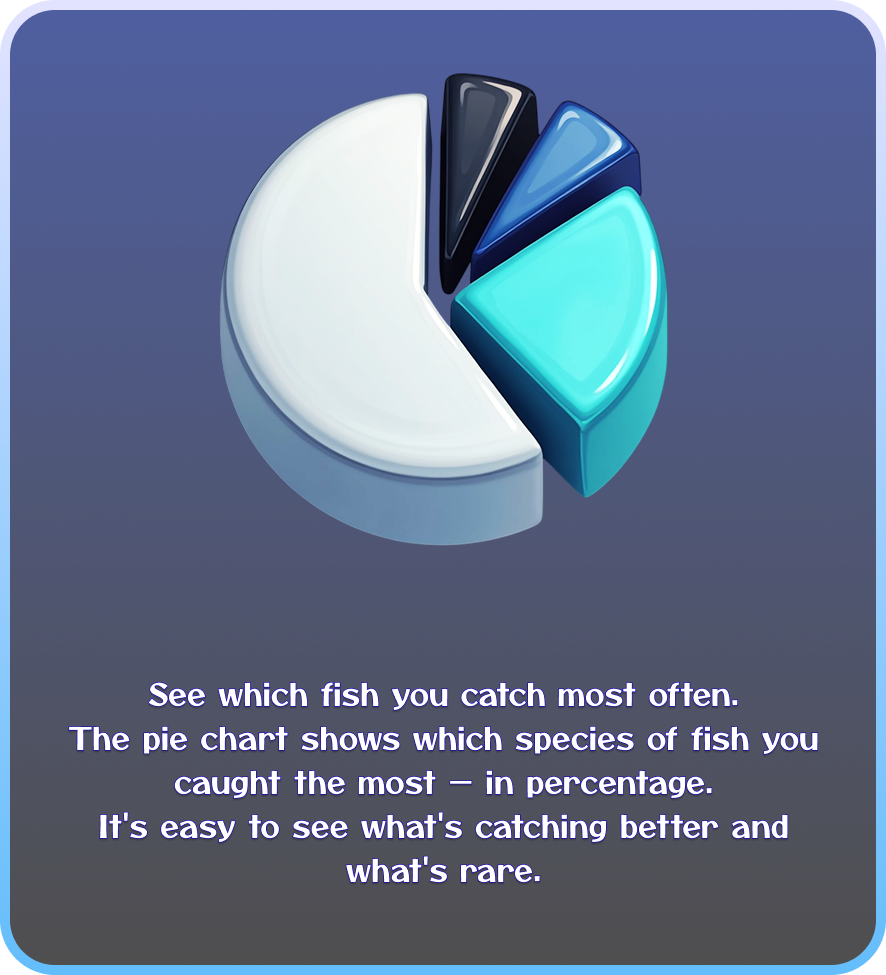 See which fish you catch most often.
The pie chart shows which species of fish you
caught the most — in percentage.
It's easy to see what's catching better and
what's rare.